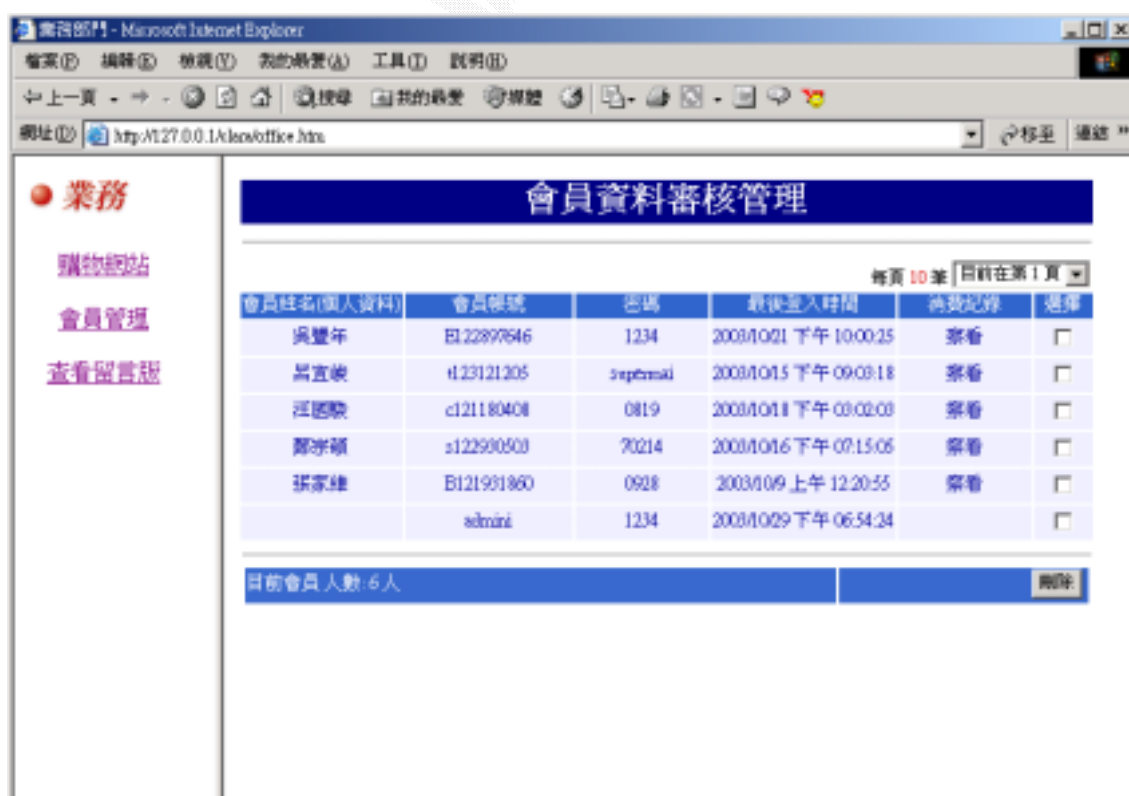 業務部門 - Microsoft Internet Explorer
檔案(F) 編輯(E) 檢視(V) 我的最愛(A) 工具(T) 說明(H)
上一頁 搜尋 我的最愛 媒體
網址(D) http://127.0.0.1/class/office.htm 移至 連結 »
業務
購物網站
會員管理
查看留言版
會員資料審核管理
每頁 10 筆 目前在第 1 頁
會員姓名(個人資料) 會員帳號 密碼 最後登入時間 消費紀錄 選擇
吳豐年 E122897646 1234 2003/10/21 下午 10:00:25 察看
呂宜峻 t123121205 2003/10/15 下午 09:03:18 察看
汪國駿 c121180408 0819 2003/10/18 下午 03:02:03 察看
鄭宗碩 s122930503 70214 2003/10/16 下午 07:15:05 察看
張家維 B121931860 0928 2003/10/9 上午 12:20:55 察看
admini 1234 2003/10/29 下午 06:54:24
目前會員人數:6人 刪除